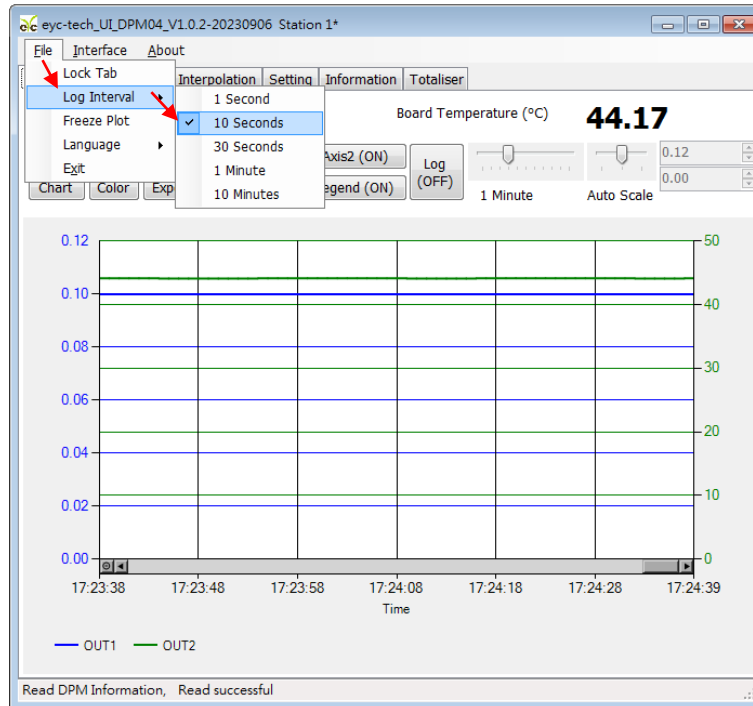 eyc eyc-tech_UI_DPM04_V1.0.2-20230906 Station 1*
File Interface About
Lock Tab
Log Interval
Freeze Plot
Language
Exit
1 Second
10 Seconds
30 Seconds
1 Minute
10 Minutes
Interpolation Setting Information Totaliser
Board Temperature (°C) 44.17
Axis2 (ON)
Log
(OFF)
0.12
0.00
Chart Color Exp
egend (ON)
1 Minute
Auto Scale
0.12
0.10
0.08
0.06
0.04
0.02
0.00
50
40
30
20
10
0
17:23:38 17:23:48 17:23:58 17:24:08 17:24:18 17:24:28 17:24:39
Time
OUT1 OUT2
Read DPM Information, Read successful